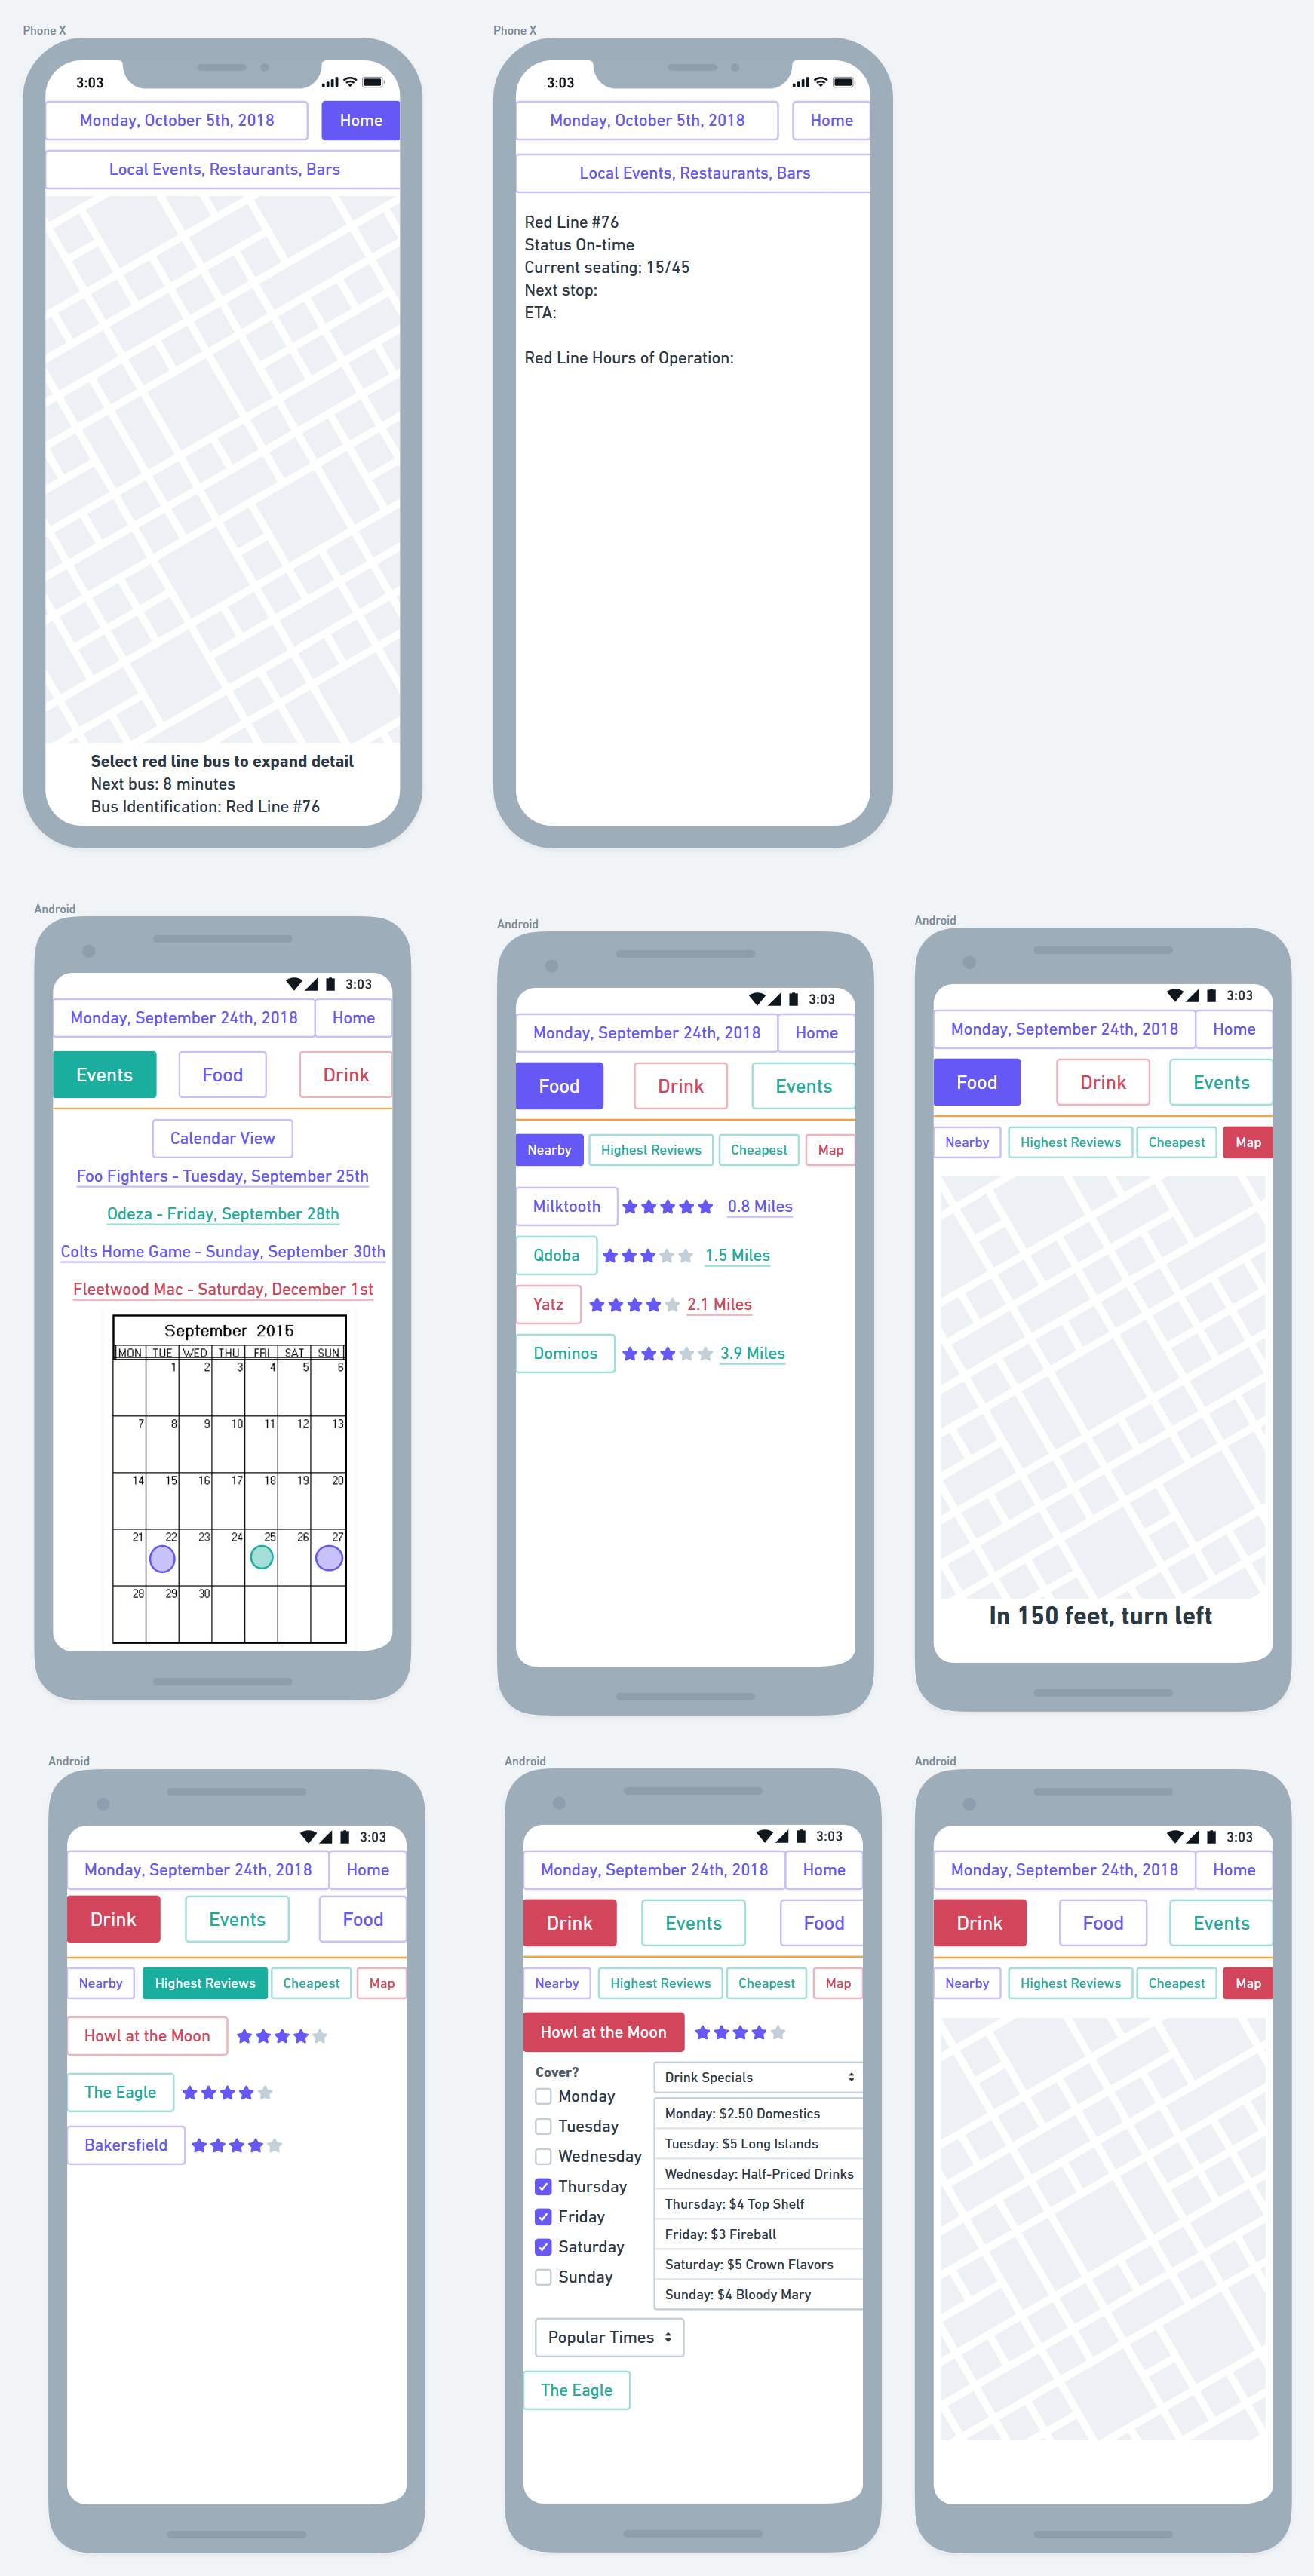 Phone X
3:03
Monday, October 5th, 2018
Home
Local Events, Restaurants, Bars
Select red line bus to expand detail
Next bus: 8 minutes
Bus Identification: Red Line #76
Phone X
3:03
Monday, October 5th, 2018
Home
Local Events, Restaurants, Bars
Red Line #76
Status On-time
Current seating: 15/45
Next stop:
ETA:
Red Line Hours of Operation:
Android
3:03
Monday, September 24th, 2018
Home
Events
Food
Drink
Calendar View
Foo Fighters - Tuesday, September 25th
Odeza - Friday, September 28th
Colts Home Game - Sunday, September 30th
Fleetwood Mac - Saturday, December 1st
September 2015
MON TUE WED THU FRI SAT SUN
1 2 3 4 5 6
7 8 9 10 11 12 13
14 15 16 17 18 19 20
21 22 23 24 25 26 27
28 29 30
Android
3:03
Monday, September 24th, 2018
Home
Food
Drink
Events
Nearby
Highest Reviews
Cheapest
Map
Milktooth
0.8 Miles
Qdoba
1.5 Miles
Yatz
2.1 Miles
Dominos
3.9 Miles
Android
3:03
Monday, September 24th, 2018
Home
Food
Drink
Events
Nearby
Highest Reviews
Cheapest
Map
In 150 feet, turn left
Android
3:03
Monday, September 24th, 2018
Home
Drink
Events
Food
Nearby
Highest Reviews
Cheapest
Map
Howl at the Moon
The Eagle
Bakersfield
Android
3:03
Monday, September 24th, 2018
Home
Drink
Events
Food
Nearby
Highest Reviews
Cheapest
Map
Howl at the Moon
Cover?
Monday
Tuesday
Wednesday
Thursday
Friday
Saturday
Sunday
Drink Specials
Monday: $2.50 Domestics
Tuesday: $5 Long Islands
Wednesday: Half-Priced Drinks
Thursday: $4 Top Shelf
Friday: $3 Fireball
Saturday: $5 Crown Flavors
Sunday: $4 Bloody Mary
Popular Times
The Eagle
Android
3:03
Monday, September 24th, 2018
Home
Drink
Food
Events
Nearby
Highest Reviews
Cheapest
Map